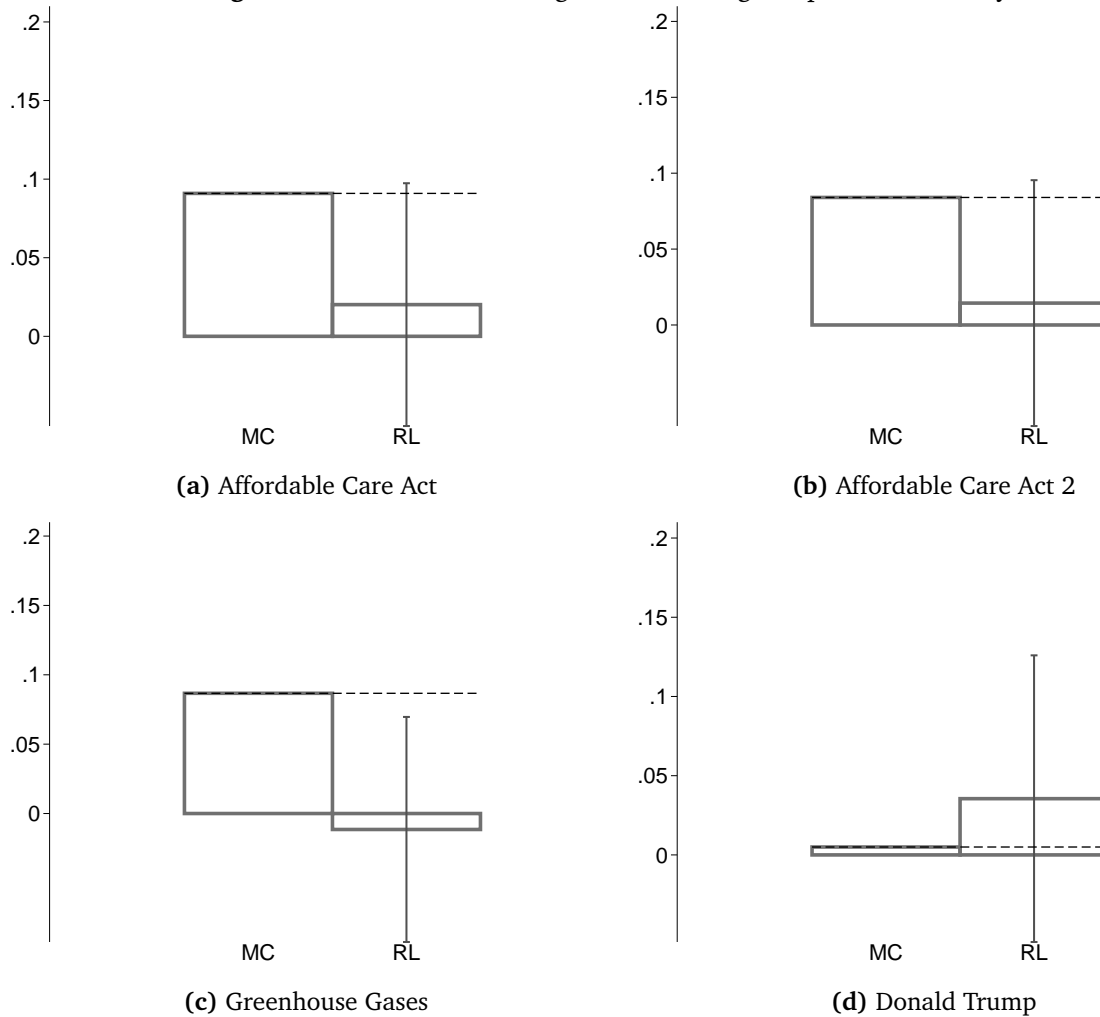 .2
.15
.1
.05
0
MC RL
(a) Affordable Care Act
.2
.15
.1
.05
0
MC RL
(b) Affordable Care Act 2
.2
.15
.1
.05
0
MC RL
(c) Greenhouse Gases
.2
.15
.1
.05
0
MC RL
(d) Donald Trump